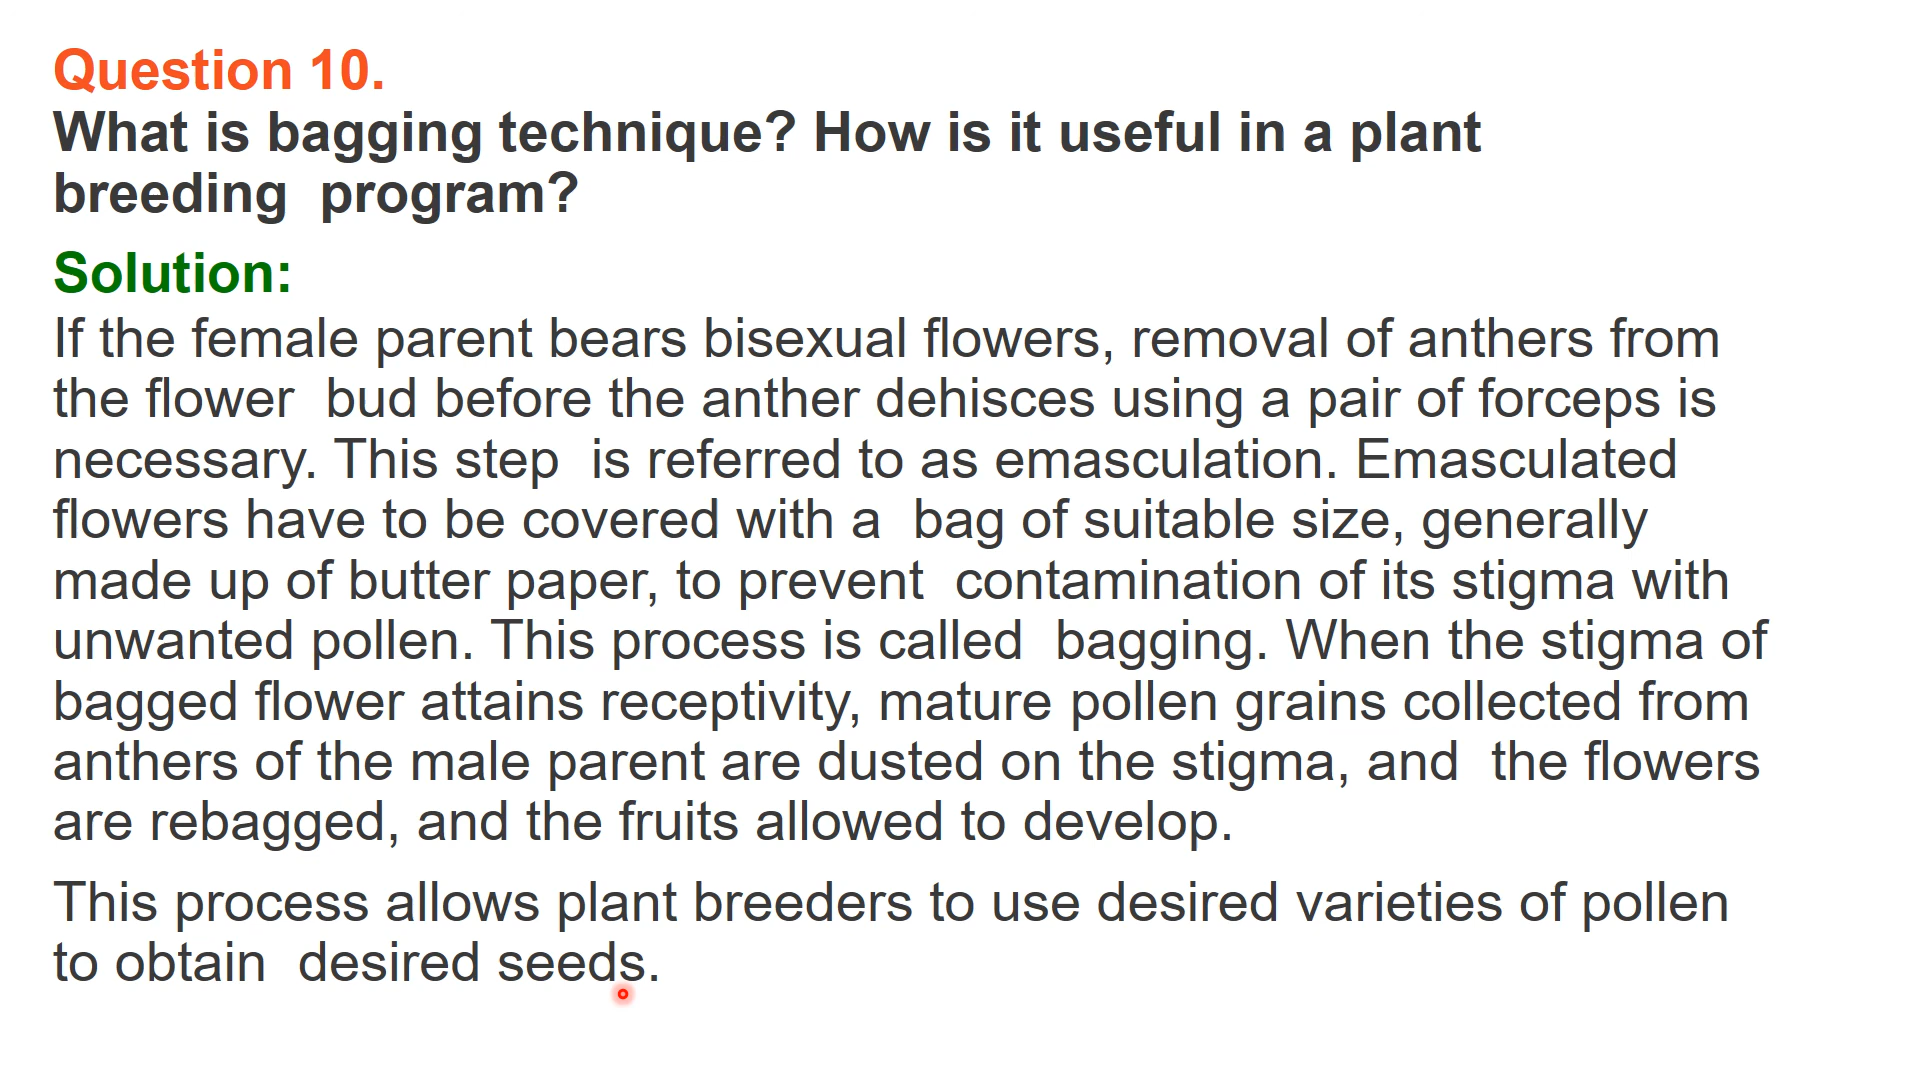 Question 10.
What is bagging technique? How is it useful in a plant
breeding  program?
Solution:
If the female parent bears bisexual flowers, removal of anthers from
the flower  bud before the anther dehisces using a pair of forceps is
necessary. This step  is referred to as emasculation. Emasculated
flowers have to be covered with a  bag of suitable size, generally
made up of butter paper, to prevent  contamination of its stigma with
unwanted pollen. This process is called  bagging. When the stigma of
bagged flower attains receptivity, mature pollen grains collected from
anthers of the male parent are dusted on the stigma, and  the flowers
are rebagged, and the fruits allowed to develop.
This process allows plant breeders to use desired varieties of pollen
to obtain  desired seeds.